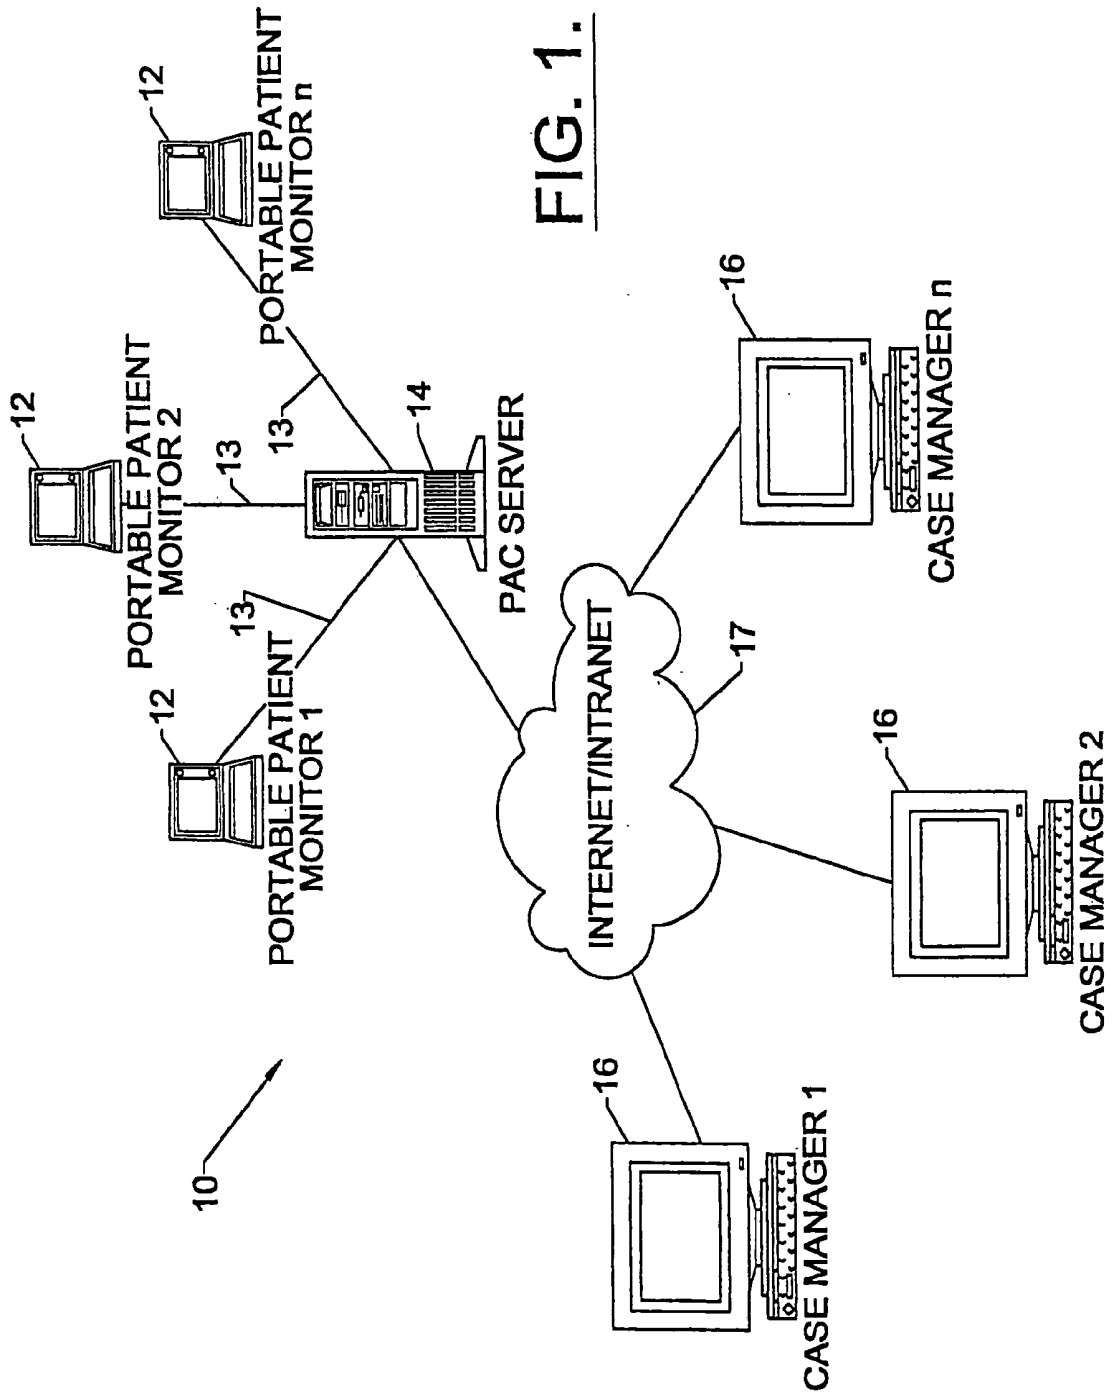 12
PORTABLE PATIENT
MONITOR 2
12
PORTABLE PATIENT
MONITOR 1
12
PORTABLE PATIENT
MONITOR n
13
13
13
14
PAC SERVER
10
INTERNET/INTRANET
17
16
CASE MANAGER 1
16
CASE MANAGER 2
16
CASE MANAGER n
FIG. 1.